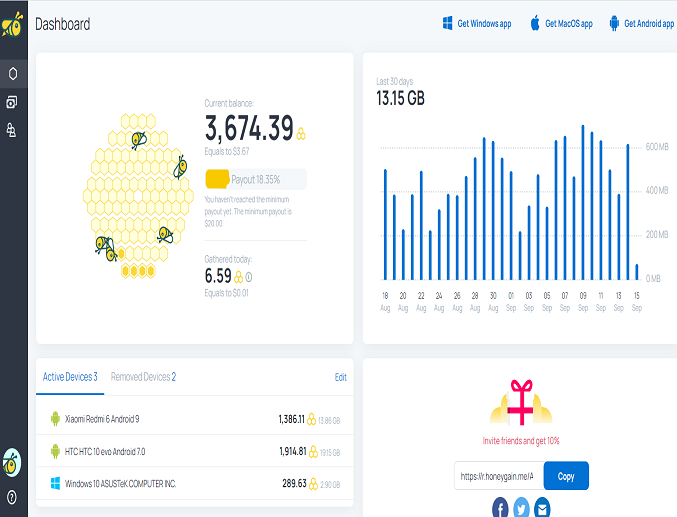 Dashboard
Get Windows app
Get MacOS app
Get Android app
Current balance:
3,674.39
Equals to $3.67
Payout 18.35%
You haven't reached the minimum
payout yet. The minimum payout is
$20.00
Gathered today:
6.59
Equals to $0.01
Last 30 days
13.15 GB
600 MB
400 MB
200 MB
0 MB
18 20 22 24 26 28 30 01 03 05 07 09 11 13 15
Aug Aug Aug Aug Aug Aug Aug Sep Sep Sep Sep Sep Sep Sep Sep
Active Devices 3
Removed Devices 2
Edit
Xiaomi Redmi 6 Android 9
1,386.11
13.86 GB
HTC HTC 10 evo Android 7.0
1,914.81
19.15 GB
Windows 10 ASUSTeK COMPUTER INC.
289.63
2.90 GB
Invite friends and get 10%
https://r.honeygain.me/A
Copy